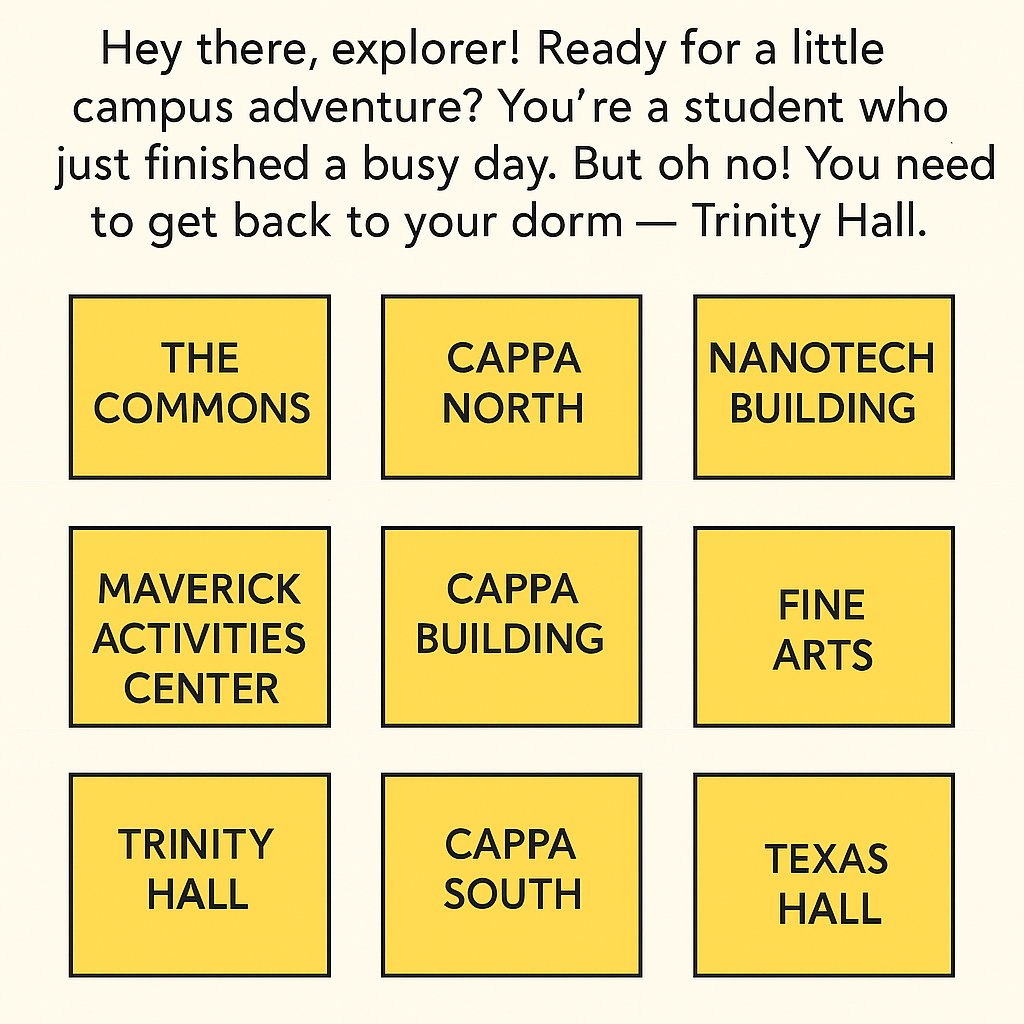 Hey there, explorer! Ready for a little
campus adventure? You’re a student who
just finished a busy day. But oh no! You need
to get back to your dorm — Trinity Hall.
THE
COMMONS
CAPPA
NORTH
NANOTECH
BUILDING
MAVERICK
ACTIVITIES
CENTER
CAPPA
BUILDING
FINE
ARTS
TRINITY
HALL
CAPPA
SOUTH
TEXAS
HALL